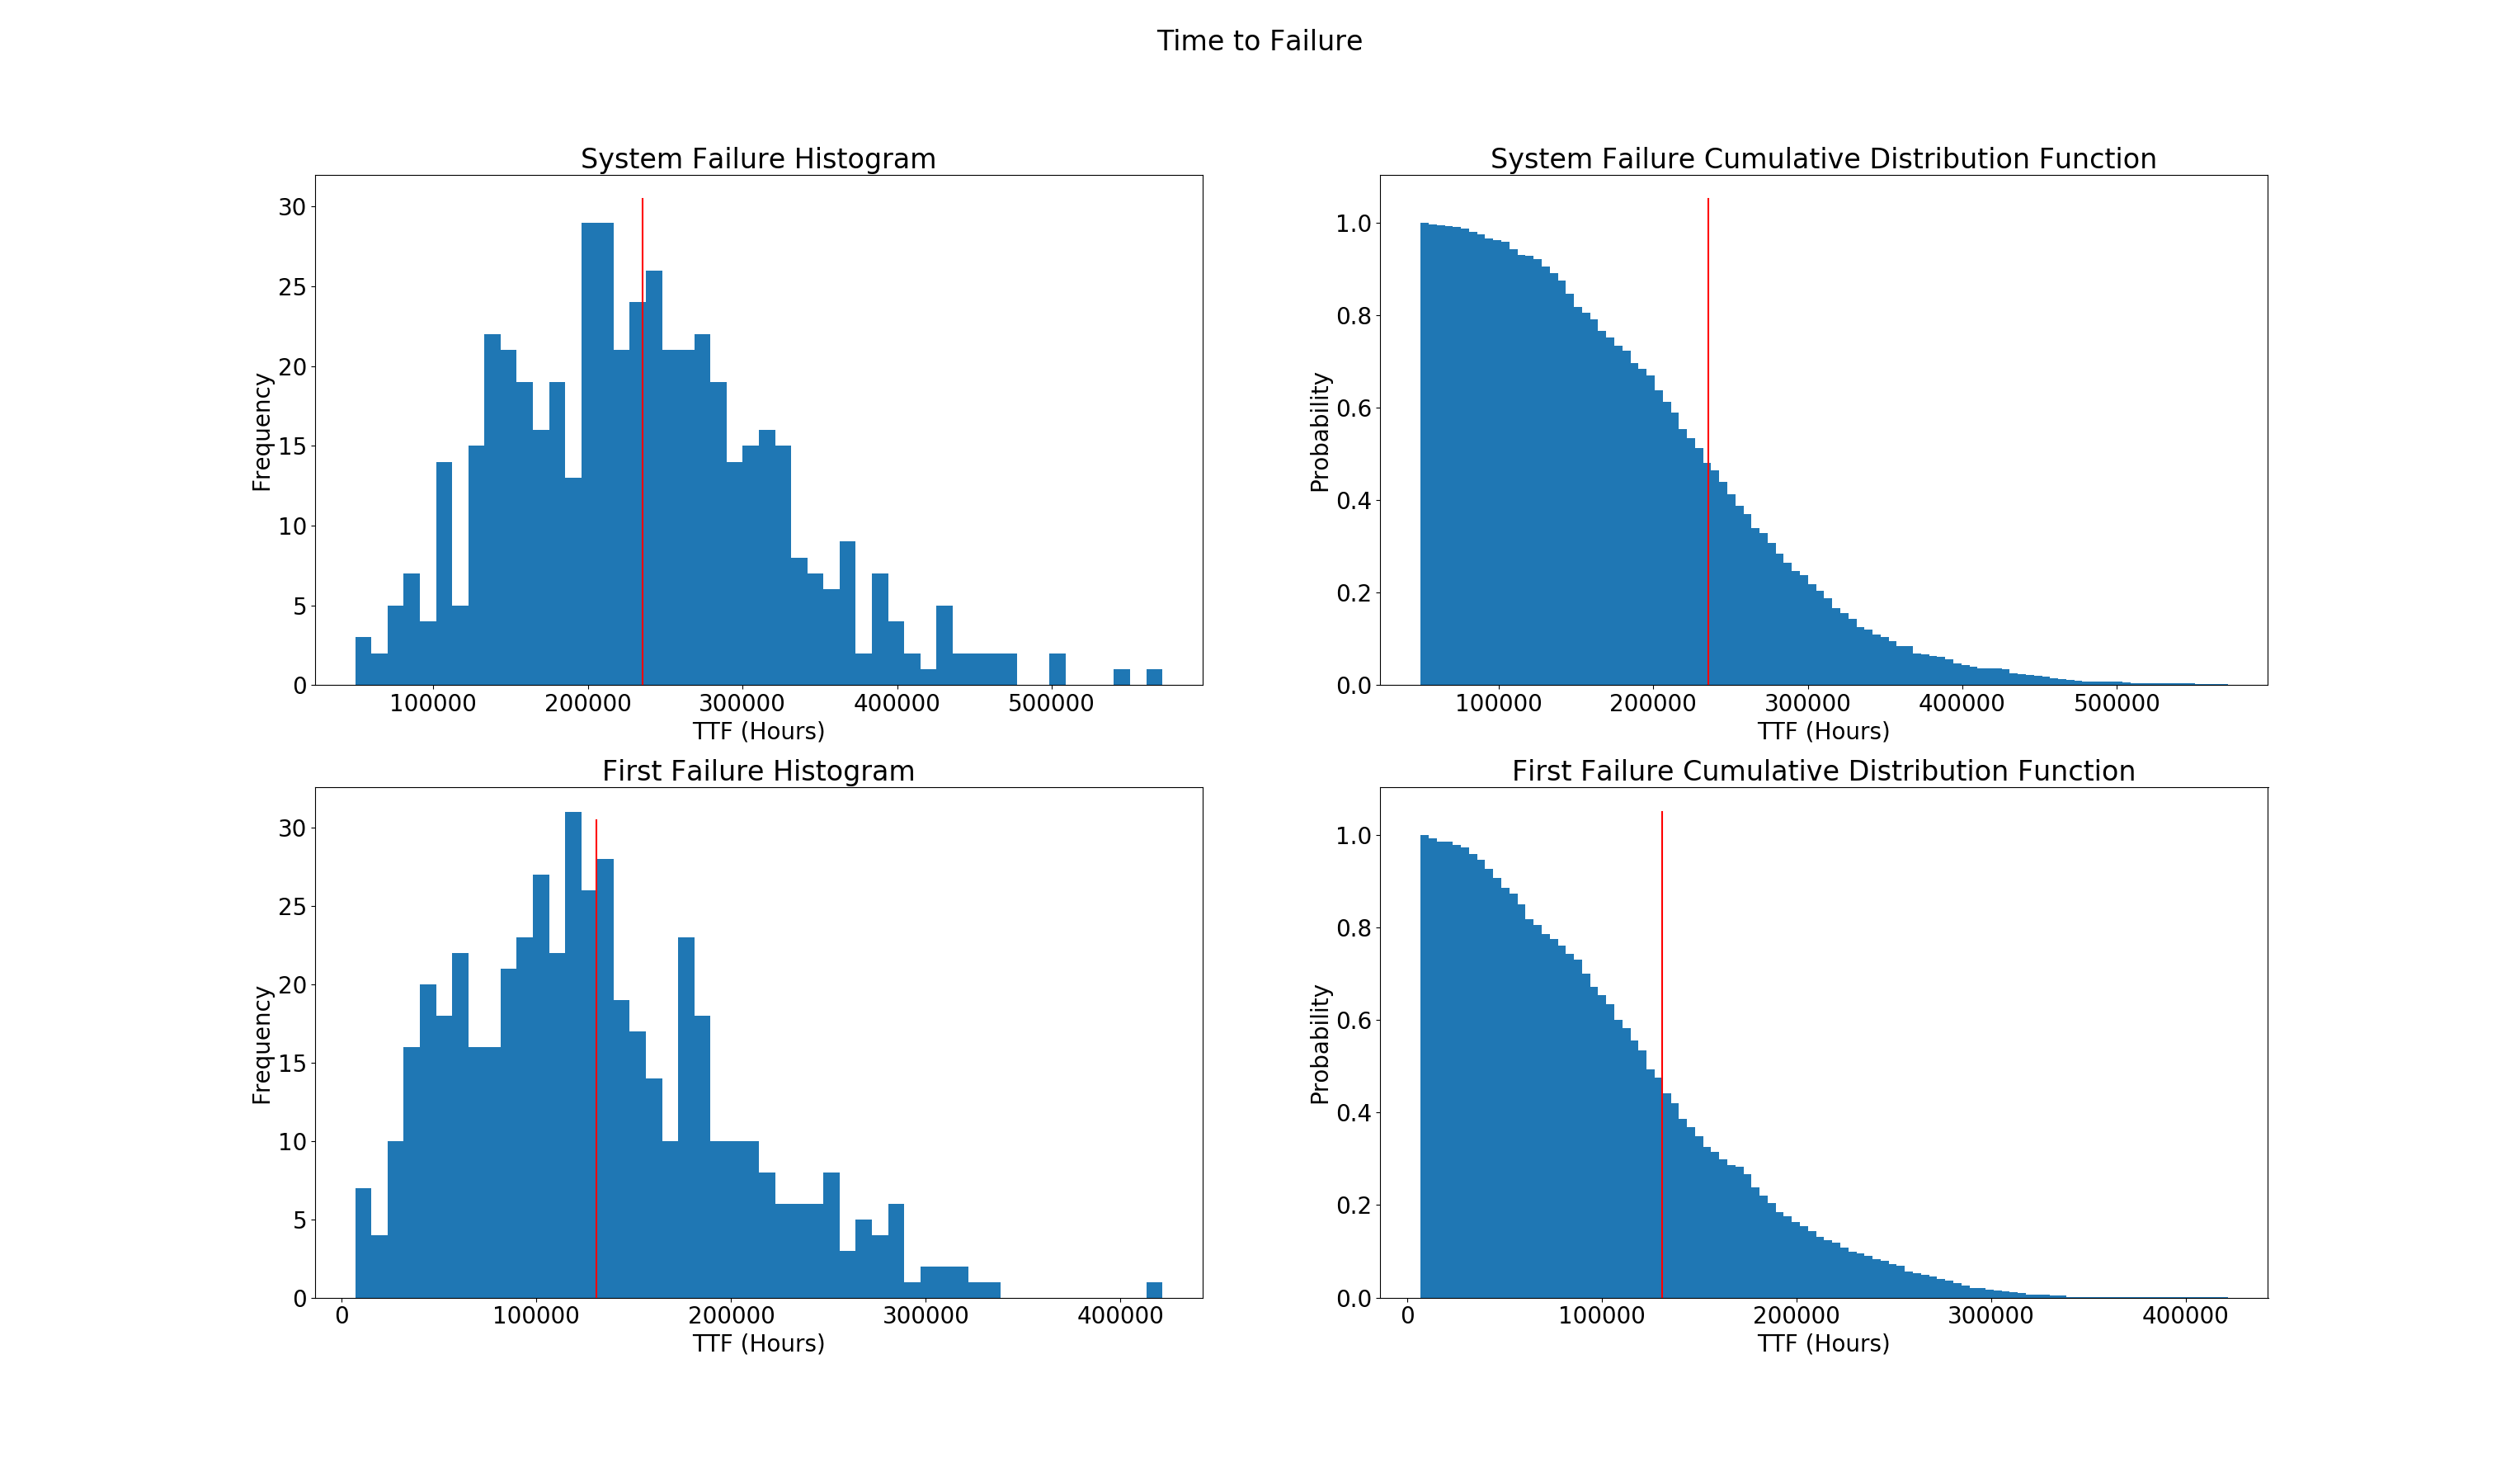 Time to Failure
System Failure Histogram
30
25
20
15
10
5
0
Frequency
100000 200000 300000 400000 500000
TTF (Hours)
System Failure Cumulative Distribution Function
1.0
0.8
0.6
0.4
0.2
0.0
Probability
100000 200000 300000 400000 500000
TTF (Hours)
First Failure Histogram
30
25
20
15
10
5
0
Frequency
0 100000 200000 300000 400000
TTF (Hours)
First Failure Cumulative Distribution Function
1.0
0.8
0.6
0.4
0.2
0.0
Probability
0 100000 200000 300000 400000
TTF (Hours)